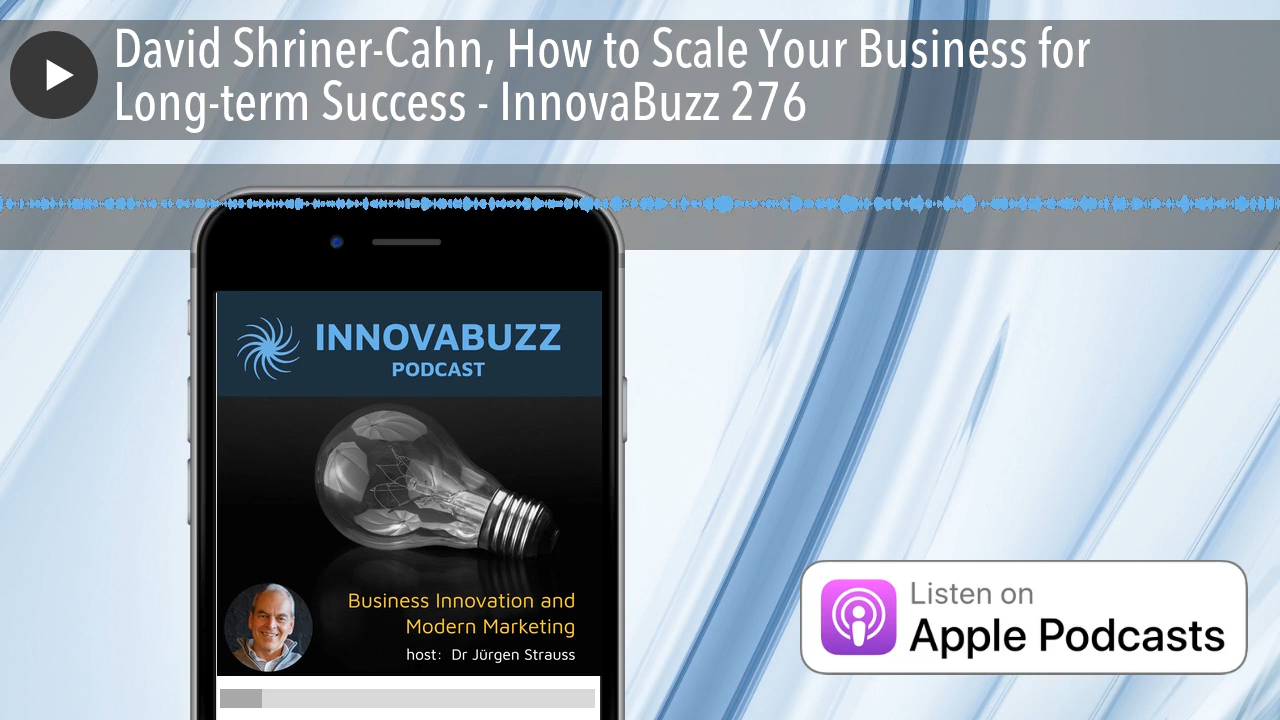 David Shriner-Cahn, How to Scale Your Business for
Long-term Success - InnovaBuzz 276
INNOVABUZZ
PODCAST
Business Innovation and
Modern Marketing
host: Dr Jürgen Strauss
Listen on
Apple Podcasts